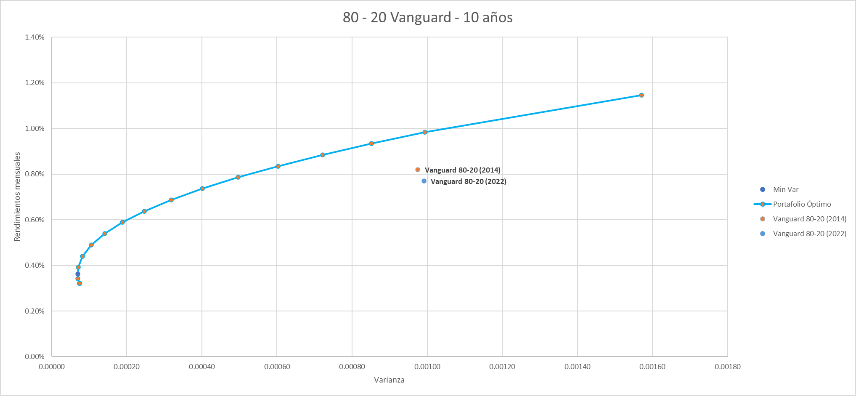 80 - 20 Vanguard - 10 años
1.40%
1.20%
1.00%
0.80%
0.60%
0.40%
0.20%
0.00%
Rendimientos mensuales
Vanguard 80-20 (2014)
Vanguard 80-20 (2022)
Min Var
Portafolio Óptimo
Vanguard 80-20 (2014)
Vanguard 80-20 (2022)
0.00000 0.00020 0.00040 0.00060 0.00080 0.00100 0.00120 0.00140 0.00160 0.00180
Varianza